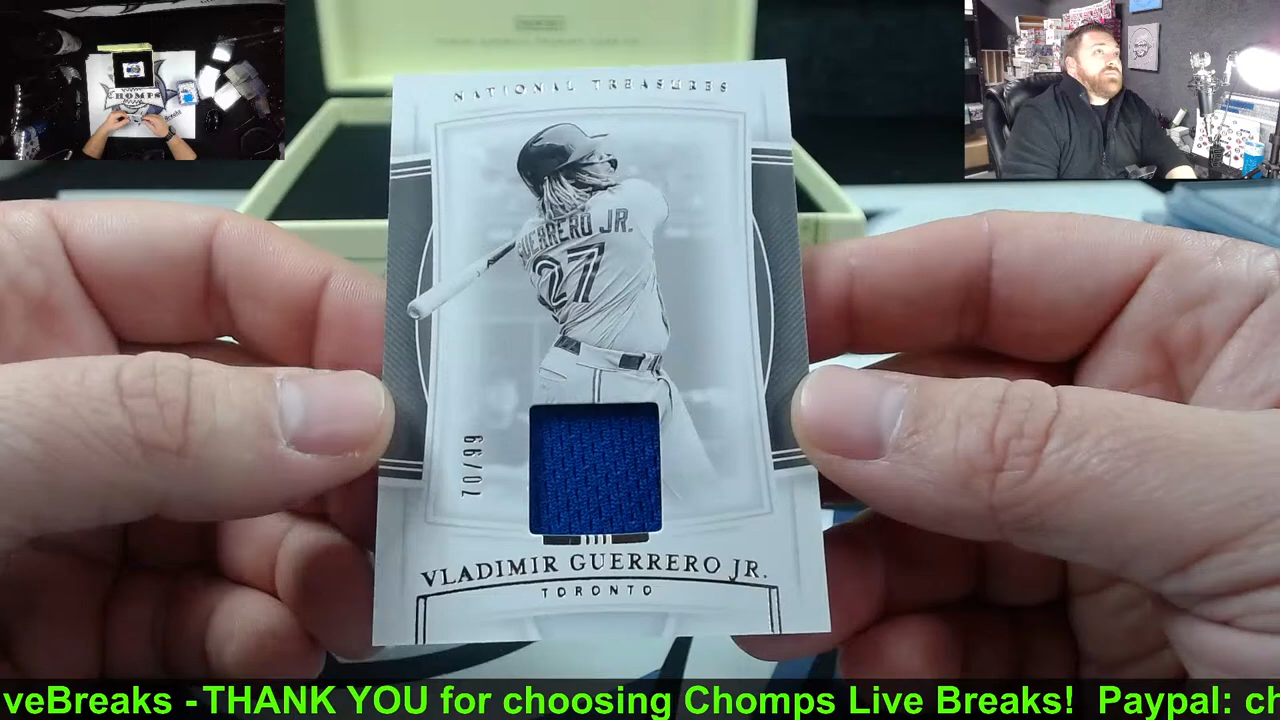 CHOMPS
NATIONAL TREASURES
GUERRERO JR.
27
70/99
VLADIMIR GUERRERO JR.
TORONTO
veBreaks - THANK YOU for choosing Chomps Live Breaks! Paypal: ch